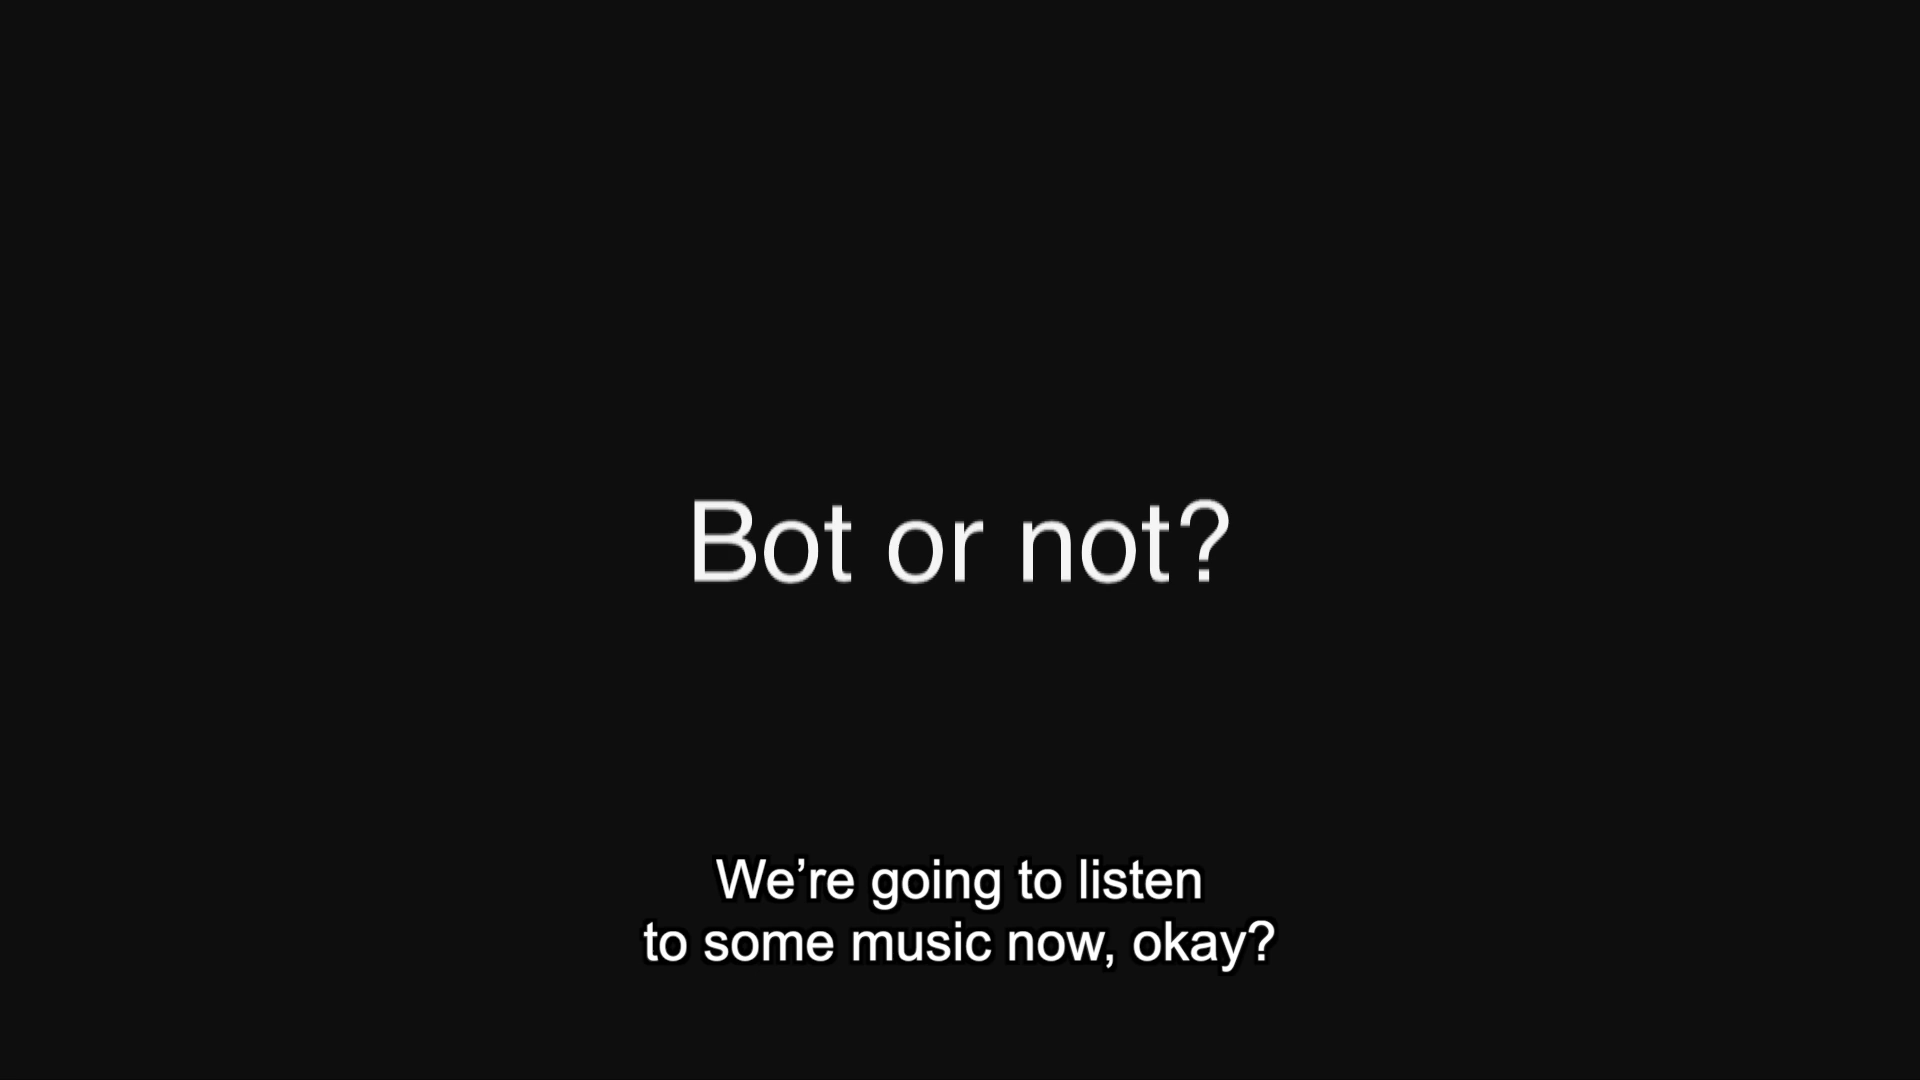 Bot or not?
We’re going to listen
to some music now, okay?